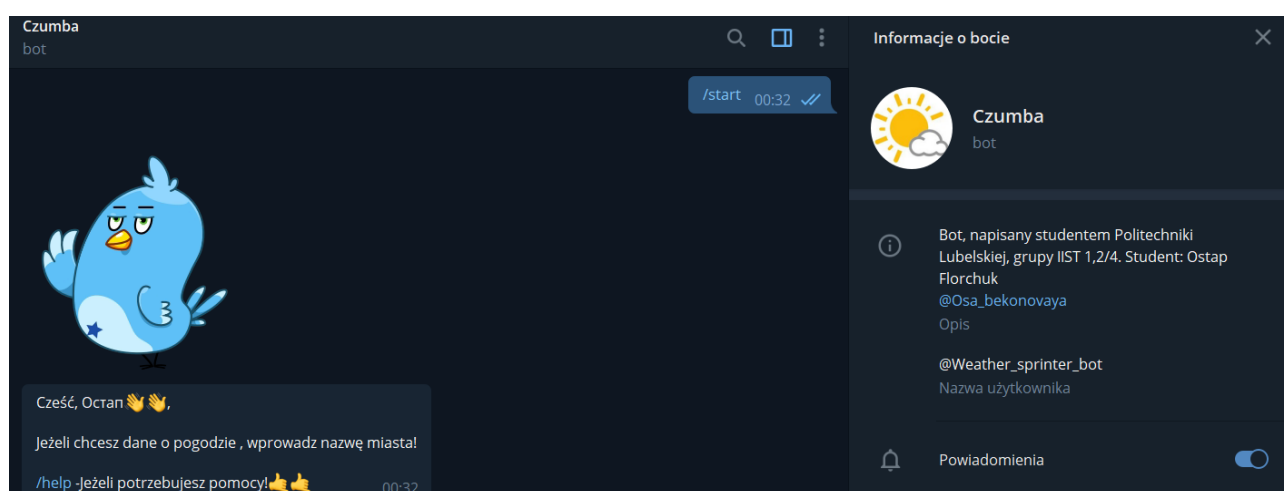 Czumba
bot
/start 00:32
Cześć, Остап👋👋,
Jeżeli chcesz dane o pogodzie , wprowadz nazwę miasta!
/help -Jeżeli potrzebujesz pomocy!🤙🤙 00:32
Informacje o bocie
Czumba
bot
Bot, napisany studentem Politechniki
Lubelskiej, grupy IIST 1,2/4. Student: Ostap
Florchuk
@Osa_bekonovaya
Opis
@Weather_sprinter_bot
Nazwa użytkownika
Powiadomienia